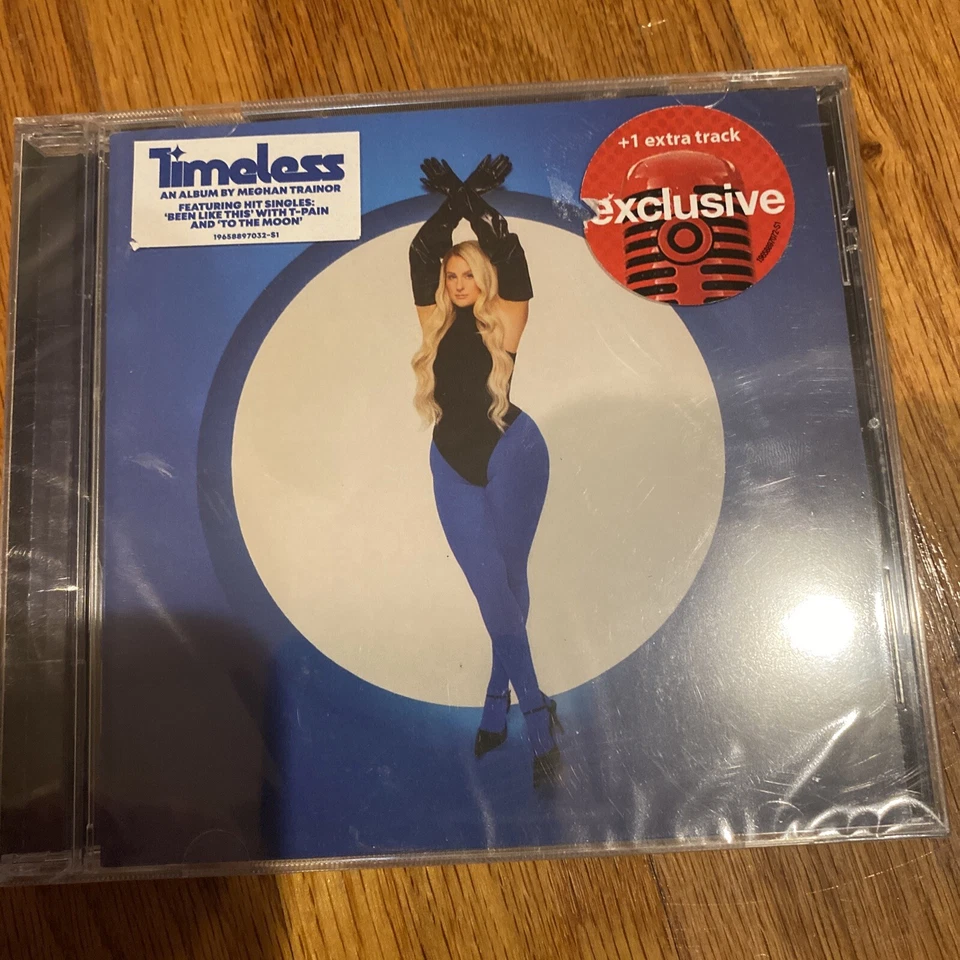 Timeless
AN ALBUM BY MEGHAN TRAINOR
FEATURING HIT SINGLES:
'BEEN LIKE THIS' WITH T-PAIN
AND 'TO THE MOON'
19658897032-S1
+1 extra track
exclusive